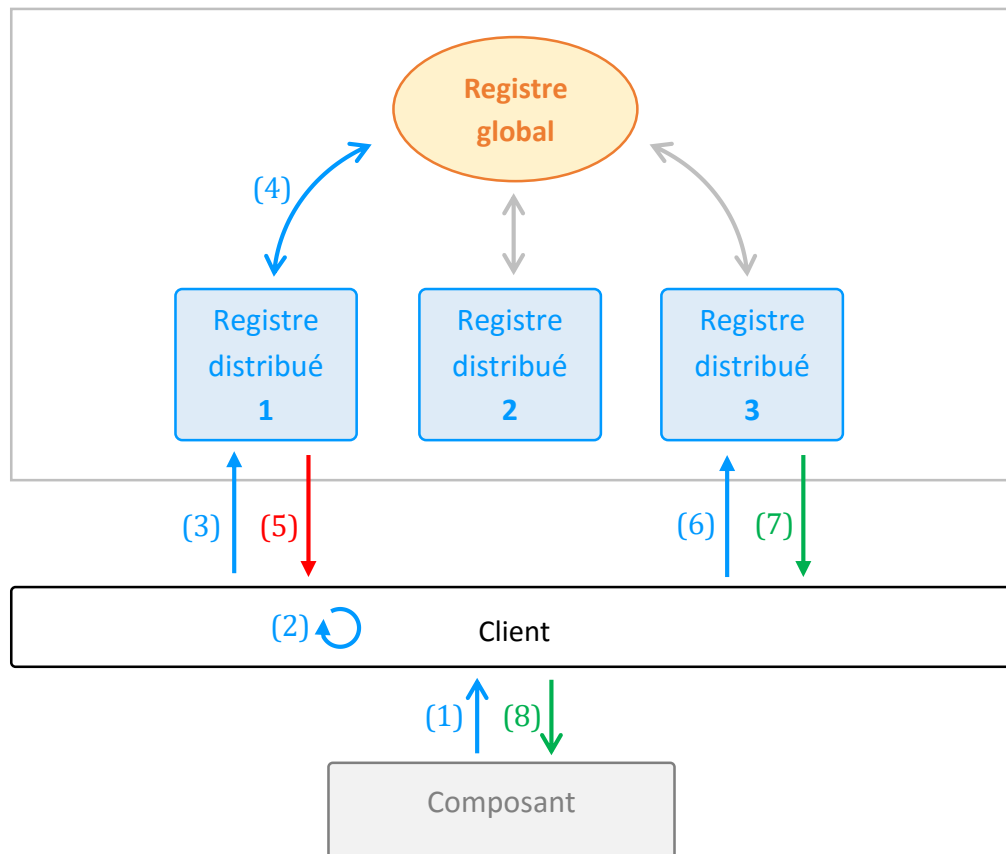 Registre
global
(4)
Registre
distribué
1
Registre
distribué
2
Registre
distribué
3
(3)
(5)
(6)
(7)
(2)
Client
(1)
(8)
Composant